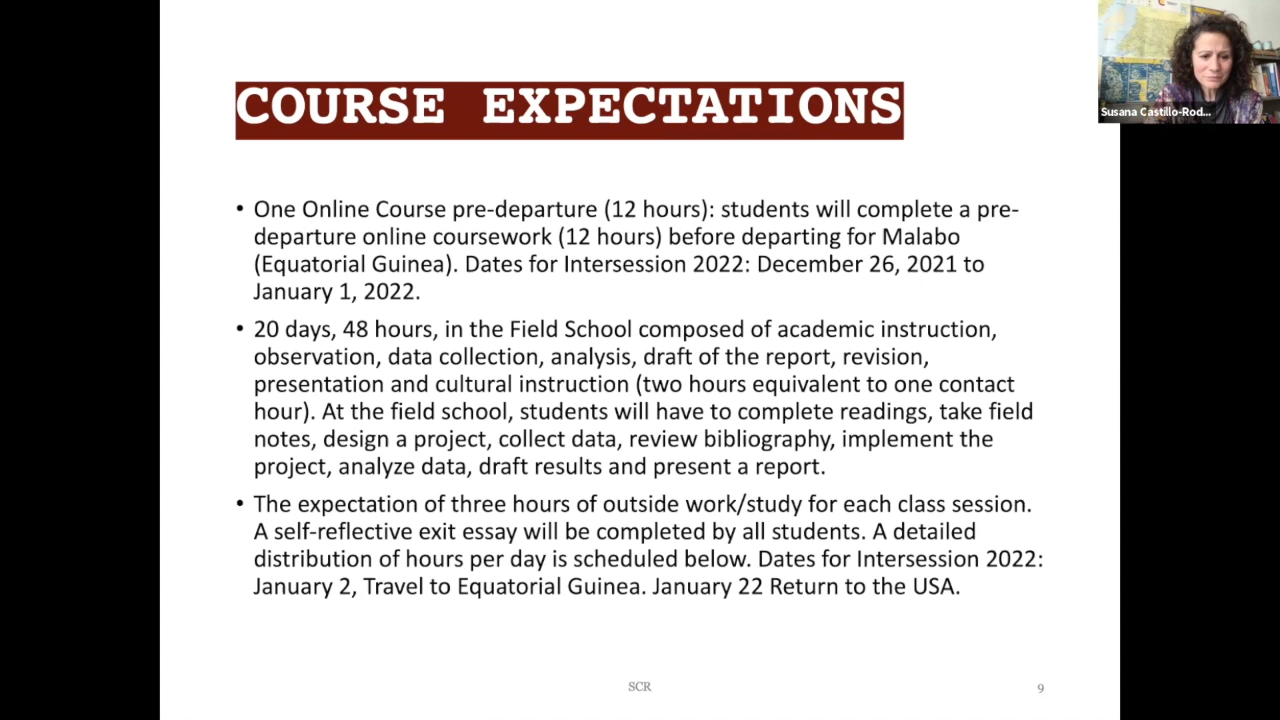 COURSE EXPECTATIONS
Susana Castillo-Rod...
• One Online Course pre-departure (12 hours): students will complete a pre-
departure online coursework (12 hours) before departing for Malabo
(Equatorial Guinea). Dates for Intersession 2022: December 26, 2021 to
January 1, 2022.
• 20 days, 48 hours, in the Field School composed of academic instruction,
observation, data collection, analysis, draft of the report, revision,
presentation and cultural instruction (two hours equivalent to one contact
hour). At the field school, students will have to complete readings, take field
notes, design a project, collect data, review bibliography, implement the
project, analyze data, draft results and present a report.
• The expectation of three hours of outside work/study for each class session.
A self-reflective exit essay will be completed by all students. A detailed
distribution of hours per day is scheduled below. Dates for Intersession 2022:
January 2, Travel to Equatorial Guinea. January 22 Return to the USA.
SCR
9